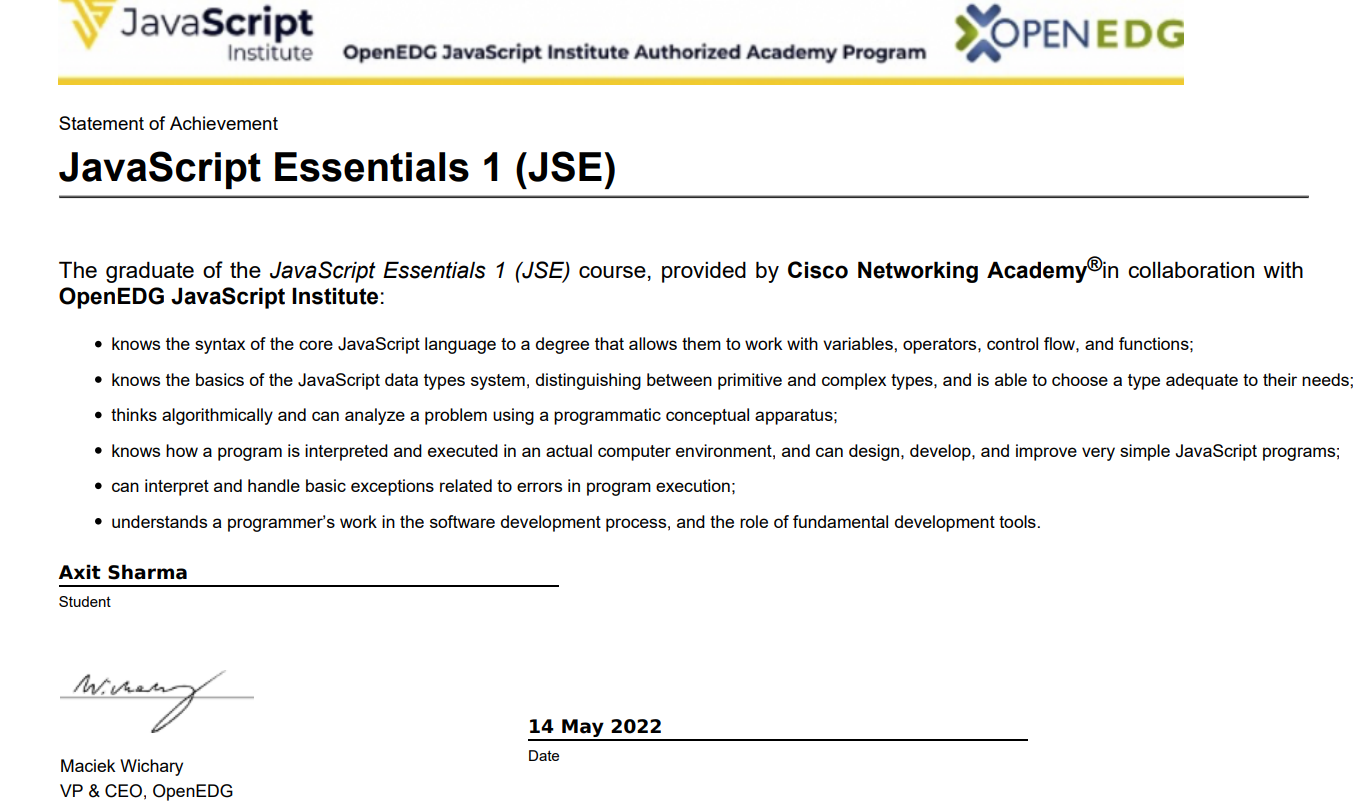 JavaScript
Institute
OpenEDG JavaScript Institute Authorized Academy Program
OPENEDG
Statement of Achievement
JavaScript Essentials 1 (JSE)
The graduate of the JavaScript Essentials 1 (JSE) course, provided by Cisco Networking Academy®in collaboration with
OpenEDG JavaScript Institute:
• knows the syntax of the core JavaScript language to a degree that allows them to work with variables, operators, control flow, and functions;
• knows the basics of the JavaScript data types system, distinguishing between primitive and complex types, and is able to choose a type adequate to their needs;
• thinks algorithmically and can analyze a problem using a programmatic conceptual apparatus;
• knows how a program is interpreted and executed in an actual computer environment, and can design, develop, and improve very simple JavaScript programs;
• can interpret and handle basic exceptions related to errors in program execution;
• understands a programmer’s work in the software development process, and the role of fundamental development tools.
Axit Sharma
Student
W. Wichary
14 May 2022
Date
Maciek Wichary
VP & CEO, OpenEDG